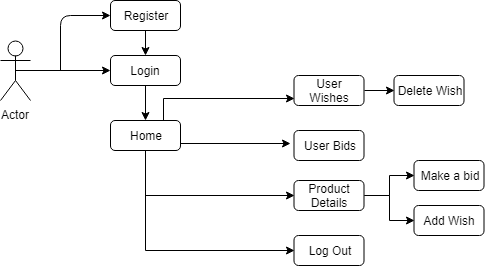 Register
Login
Actor
Home
User
Wishes
Delete Wish
User Bids
Product
Details
Make a bid
Add Wish
Log Out